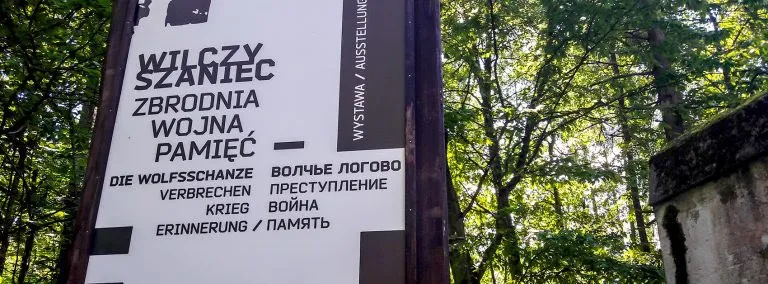 WILCZY
SZANIEC
ZBRODNIA
WOJNA
PAMIĘĆ
DIE WOLFSSCHANZE
VERBRECHEN
KRIEG
ERINNERUNG /
ВОЛЧЬЕ ЛОГОВО
ПРЕСТУПЛЕНИЕ
ВОЙНА
ПАМЯТЬ
WYSTAWA / AUSSTELLUNG